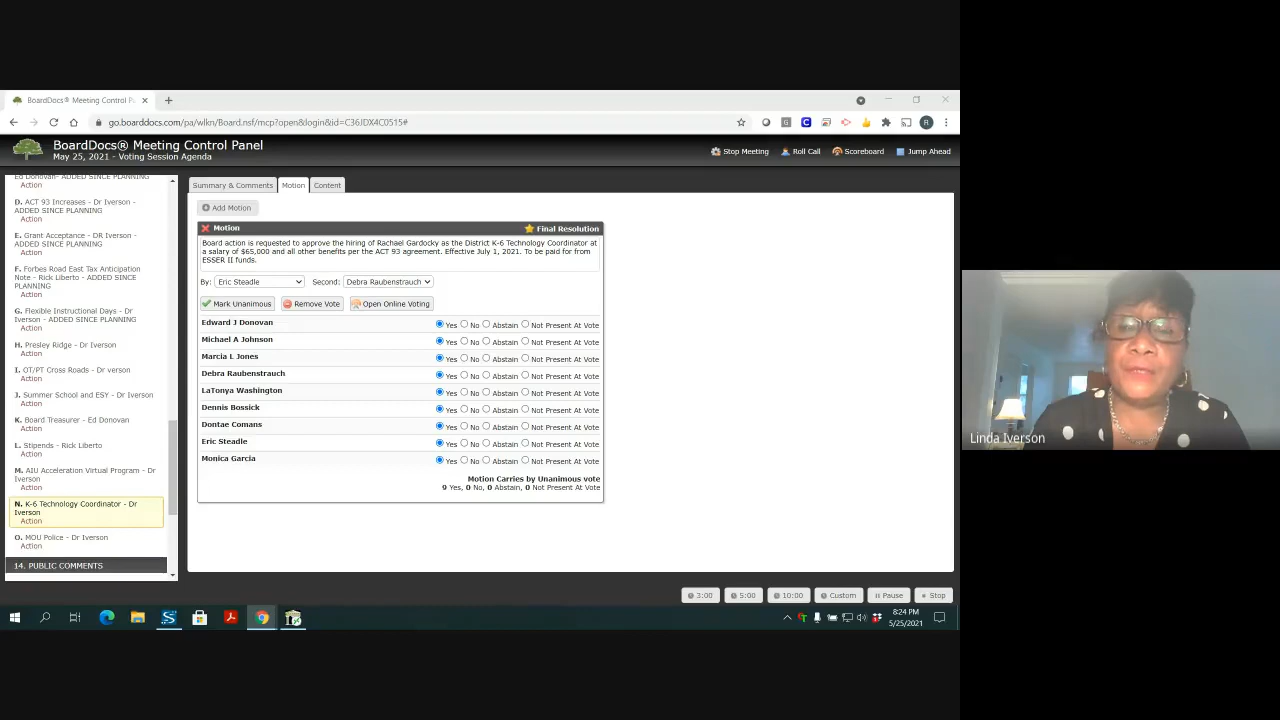 BoardDocs® Meeting Control P
go.boarddocs.com/pa/wlkn/Board.nsf/mcp?open&login&id=C36JDX4C0515#
BoardDocs® Meeting Control Panel
May 25, 2021 - Voting Session Agenda
Stop Meeting
Roll Call
Scoreboard
Jump Ahead
Ed Donovan- ADDED SINCE PLANNING
Action
D. ACT 93 Increases - Dr Iverson -
ADDED SINCE PLANNING
Action
E. Grant Acceptance - DR Iverson -
ADDED SINCE PLANNING
Action
F. Forbes Road East Tax Anticipation
Note - Rick Liberto - ADDED SINCE
PLANNING
Action
G. Flexible Instructional Days - Dr
Iverson - ADDED SINCE PLANNING
Action
H. Presley Ridge - Dr Iverson
Action
I. OT/PT Cross Roads - Dr verson
Action
J. Summer School and ESY - Dr Iverson
Action
K. Board Treasurer - Ed Donovan
Action
L. Stipends - Rick Liberto
Action
M. AIU Acceleration Virtual Program - Dr
Iverson
Action
N. K-6 Technology Coordinator - Dr
Iverson
Action
O. MOU Police - Dr Iverson
Action
14. PUBLIC COMMENTS
Summary & Comments
Motion
Content
Add Motion
Motion
Final Resolution
Board action is requested to approve the hiring of Rachael Gardocky as the District K-6 Technology Coordinator at
a salary of $65,000 and all other benefits per the ACT 93 agreement. Effective July 1, 2021. To be paid for from
ESSER II funds.
By: Eric Steadle Second: Debra Raubenstrauch
Mark Unanimous Remove Vote Open Online Voting
Edward J Donovan Yes No Abstain Not Present At Vote
Michael A Johnson Yes No Abstain Not Present At Vote
Marcia L Jones Yes No Abstain Not Present At Vote
Debra Raubenstrauch Yes No Abstain Not Present At Vote
LaTonya Washington Yes No Abstain Not Present At Vote
Dennis Bossick Yes No Abstain Not Present At Vote
Dontae Comans Yes No Abstain Not Present At Vote
Eric Steadle Yes No Abstain Not Present At Vote
Monica Garcia Yes No Abstain Not Present At Vote
Motion Carries by Unanimous vote
9 Yes, 0 No, 0 Abstain, 0 Not Present At Vote
3:00
5:00
10:00
Custom
Pause
Stop
8:24 PM
5/25/2021
Linda Iverson